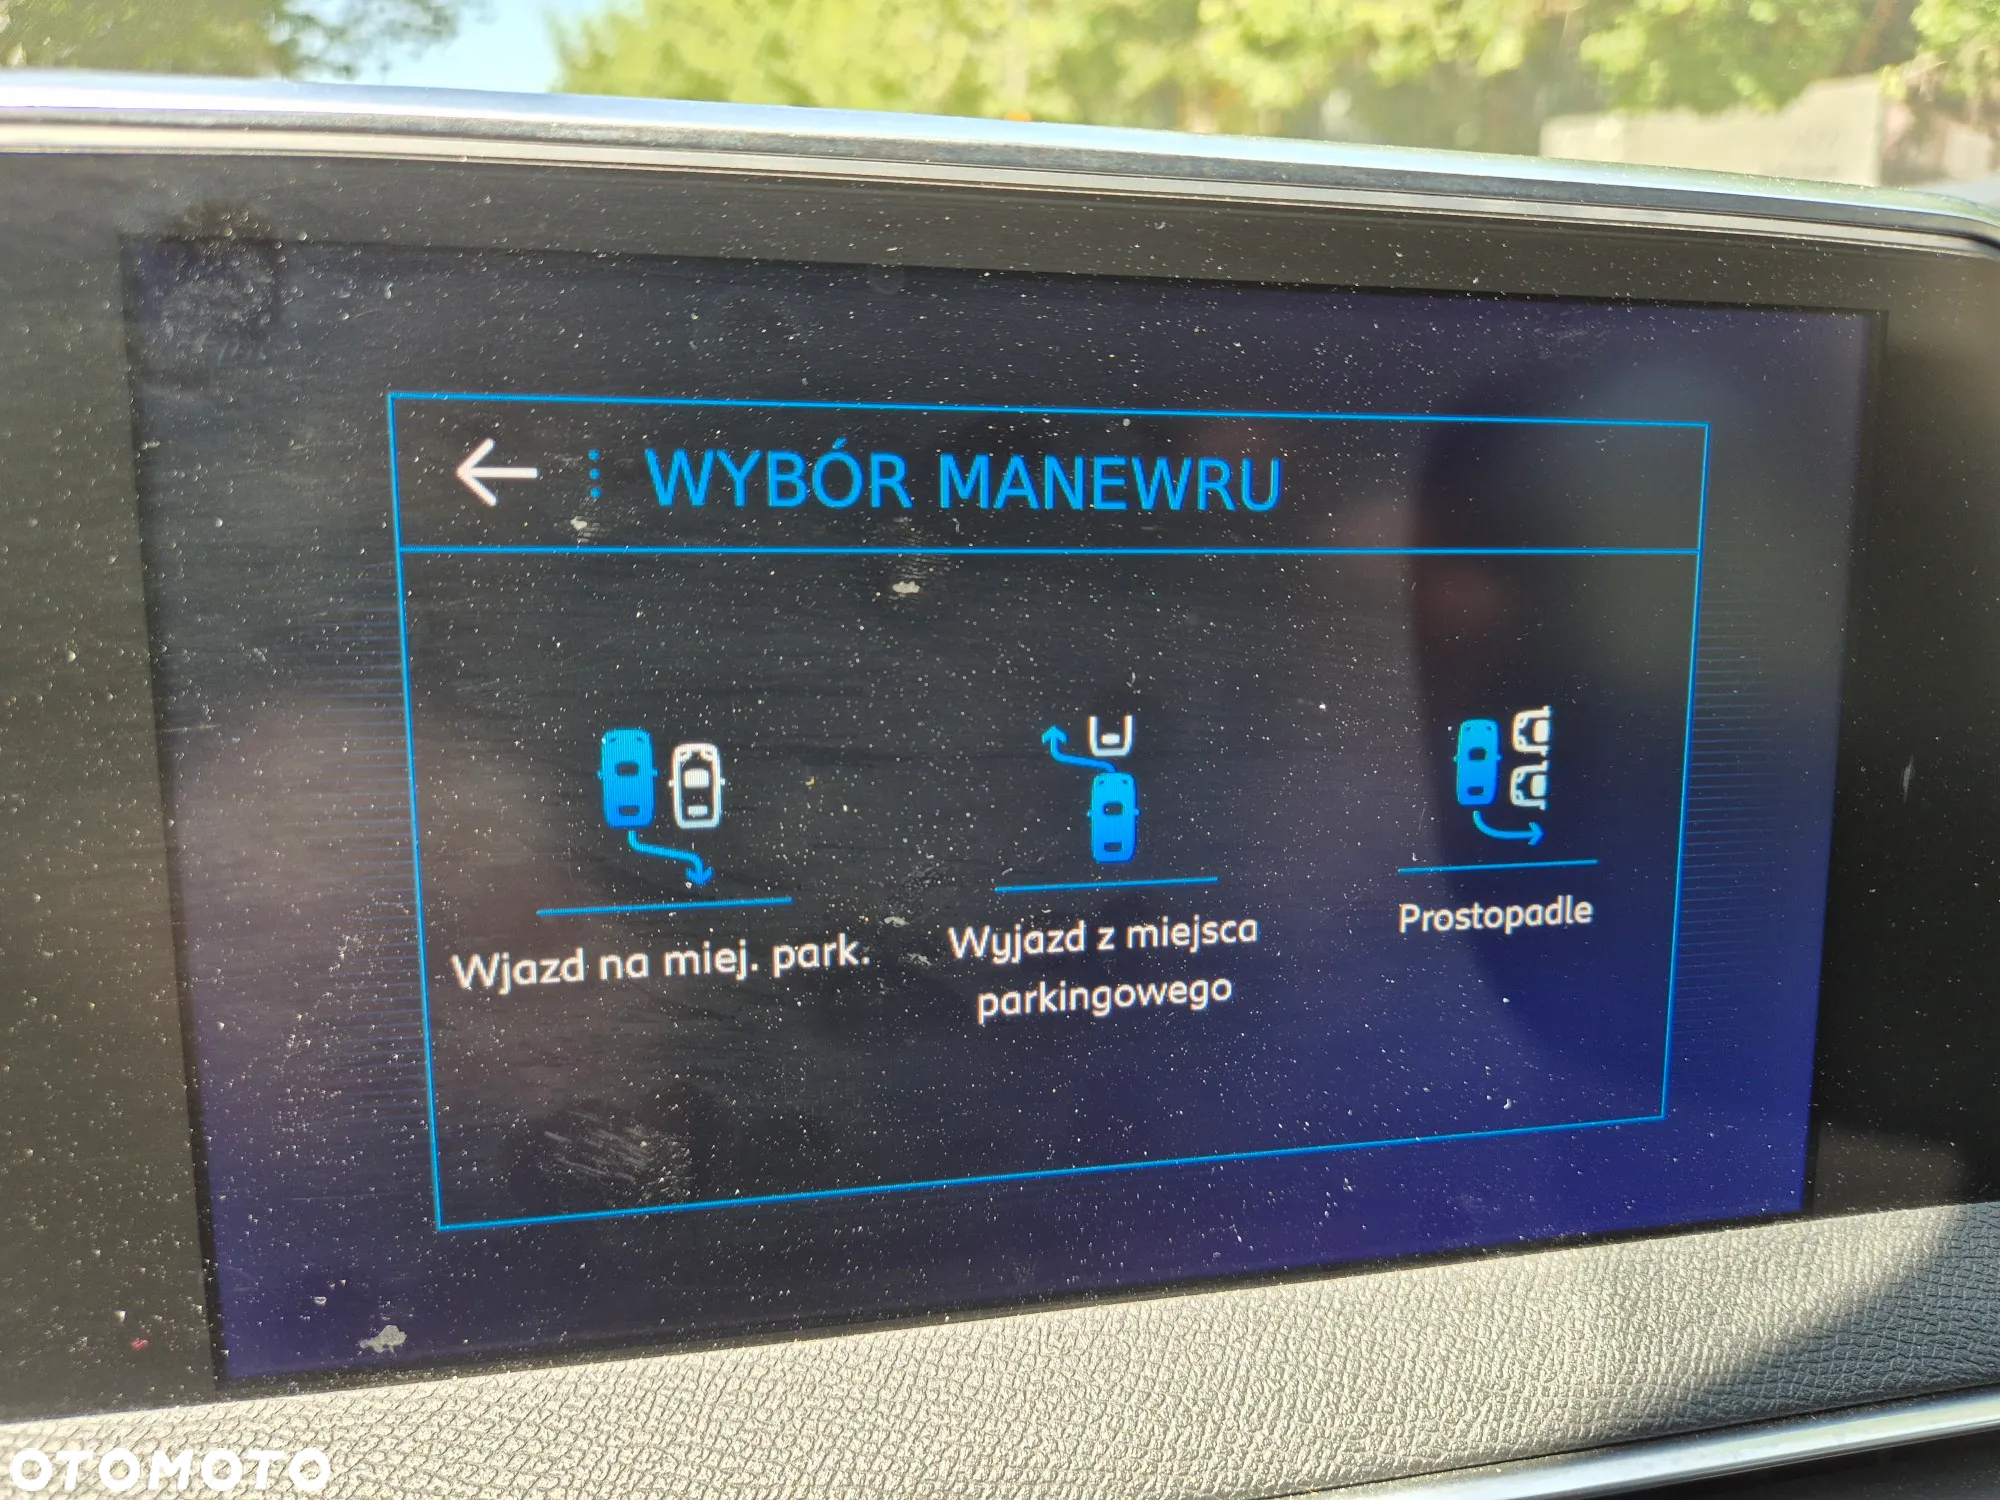 WYBÓR MANEWRU
Wjazd na miej. park.
Wyjazd z miejsca
parkingowego
Prostopadle
OTOMOTO